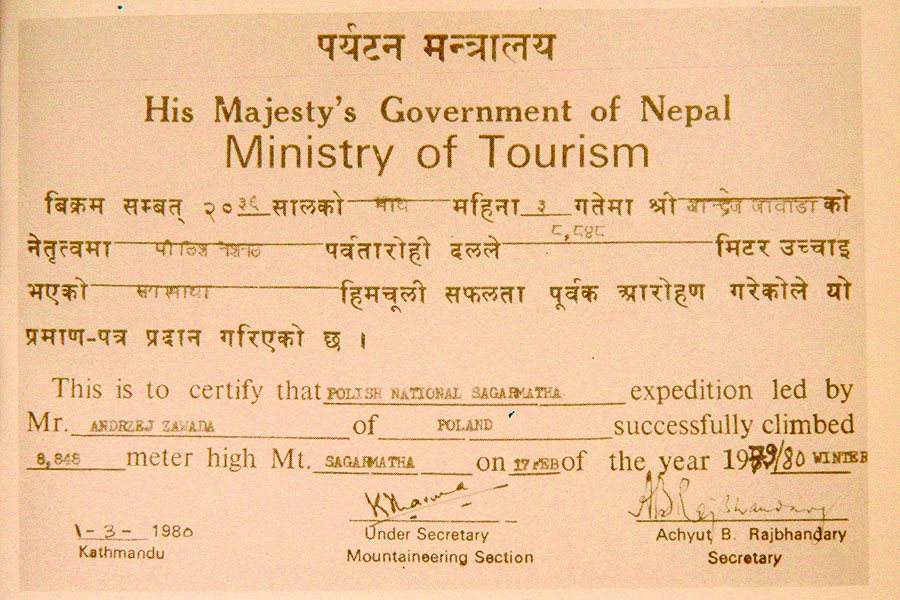 पर्यटन मन्त्रालय
His Majesty's Government of Nepal
Ministry of Tourism
बिक्रम सम्बत् २०३६ सालको माघ महिना ३ गतेमा श्री आन्द्रेज जावाडा को
नेतृत्वमा पोलिश नेशनल पर्वतारोही दलले ८,८४८ मिटर उच्चाइ
भएको सगरमाथा हिमचूली सफलता पूर्वक आरोहण गरेकोले यो
प्रमाण-पत्र प्रदान गरिएको छ ।
This is to certify that POLISH NATIONAL SAGARMATHA expedition led by
Mr. ANDRZEJ ZAWADA of POLAND successfully climbed
8,848 meter high Mt. SAGARMATHA on 17 FEB of the year 1979/80 WINTER
K Sharma
A B Rajbhandary
1-3-1980
Under Secretary
Achyut B. Rajbhandary
Kathmandu
Mountaineering Section
Secretary